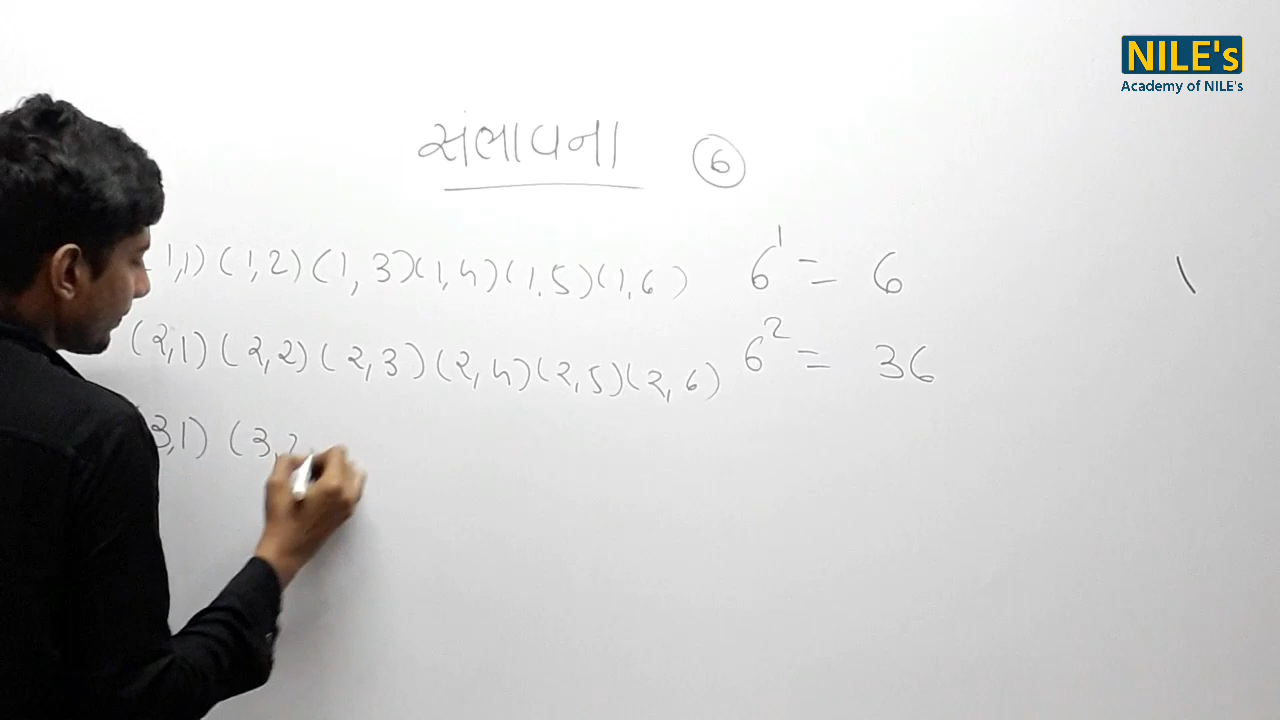 NILE's
Academy of NILE's
સંભાવના 6
1,1) (1,2) (1,3) (1,4) (1,5) (1,6) 6¹ = 6
(2,1) (2,2) (2,3) (2,4) (2,5) (2,6) 6² = 36
3,1) (3,2